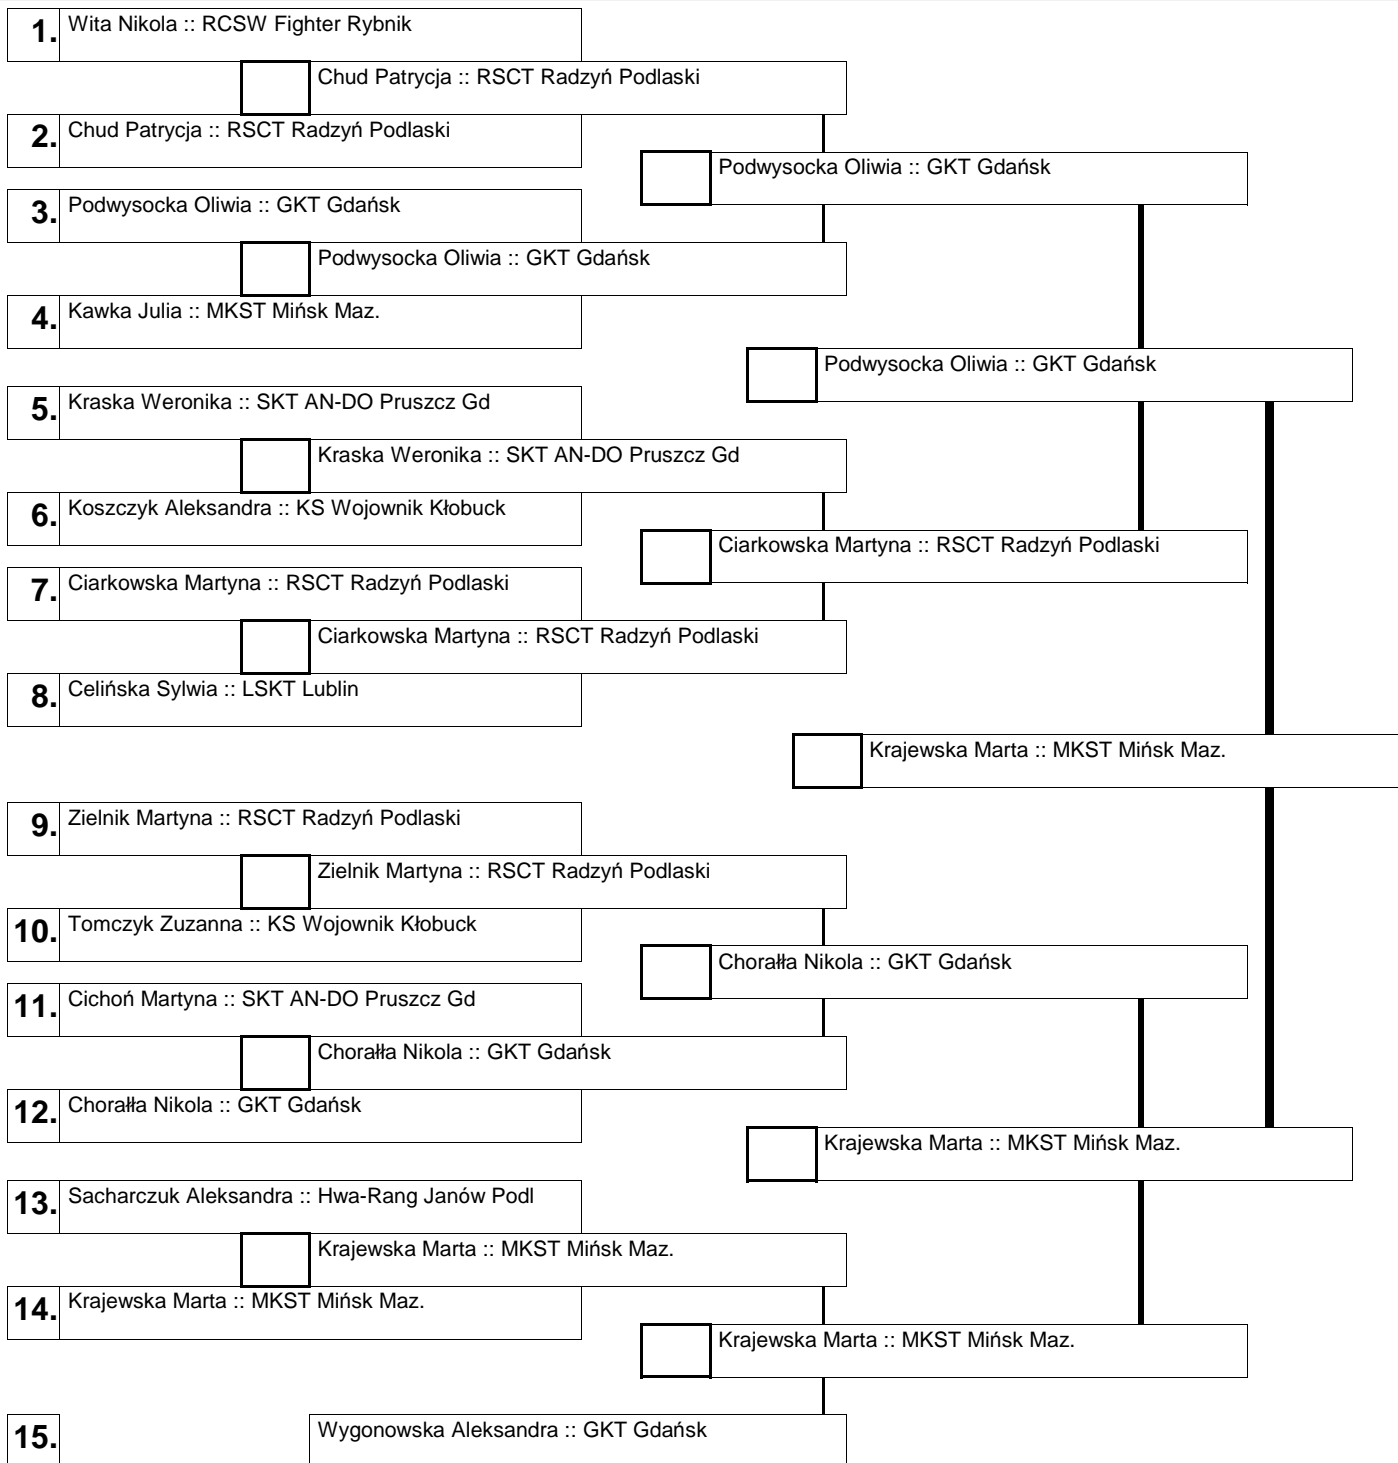 1. Wita Nikola :: RCSW Fighter Rybnik
Chud Patrycja :: RSCT Radzyń Podlaski
2. Chud Patrycja :: RSCT Radzyń Podlaski
Podwysocka Oliwia :: GKT Gdańsk
3. Podwysocka Oliwia :: GKT Gdańsk
Podwysocka Oliwia :: GKT Gdańsk
4. Kawka Julia :: MKST Mińsk Maz.
Podwysocka Oliwia :: GKT Gdańsk
5. Kraska Weronika :: SKT AN-DO Pruszcz Gd
Kraska Weronika :: SKT AN-DO Pruszcz Gd
6. Koszczyk Aleksandra :: KS Wojownik Kłobuck
Ciarkowska Martyna :: RSCT Radzyń Podlaski
7. Ciarkowska Martyna :: RSCT Radzyń Podlaski
Ciarkowska Martyna :: RSCT Radzyń Podlaski
8. Celińska Sylwia :: LSKT Lublin
Krajewska Marta :: MKST Mińsk Maz.
9. Zielnik Martyna :: RSCT Radzyń Podlaski
Zielnik Martyna :: RSCT Radzyń Podlaski
10. Tomczyk Zuzanna :: KS Wojownik Kłobuck
Chorałła Nikola :: GKT Gdańsk
11. Cichoń Martyna :: SKT AN-DO Pruszcz Gd
Chorałła Nikola :: GKT Gdańsk
12. Chorałła Nikola :: GKT Gdańsk
Krajewska Marta :: MKST Mińsk Maz.
13. Sacharczuk Aleksandra :: Hwa-Rang Janów Podl
Krajewska Marta :: MKST Mińsk Maz.
14. Krajewska Marta :: MKST Mińsk Maz.
Krajewska Marta :: MKST Mińsk Maz.
15. Wygonowska Aleksandra :: GKT Gdańsk